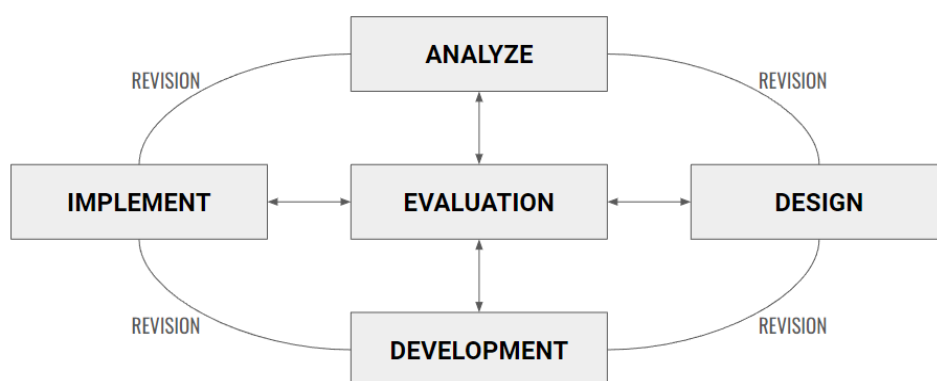 ANALYZE
REVISION
REVISION
IMPLEMENT
EVALUATION
DESIGN
REVISION
REVISION
DEVELOPMENT